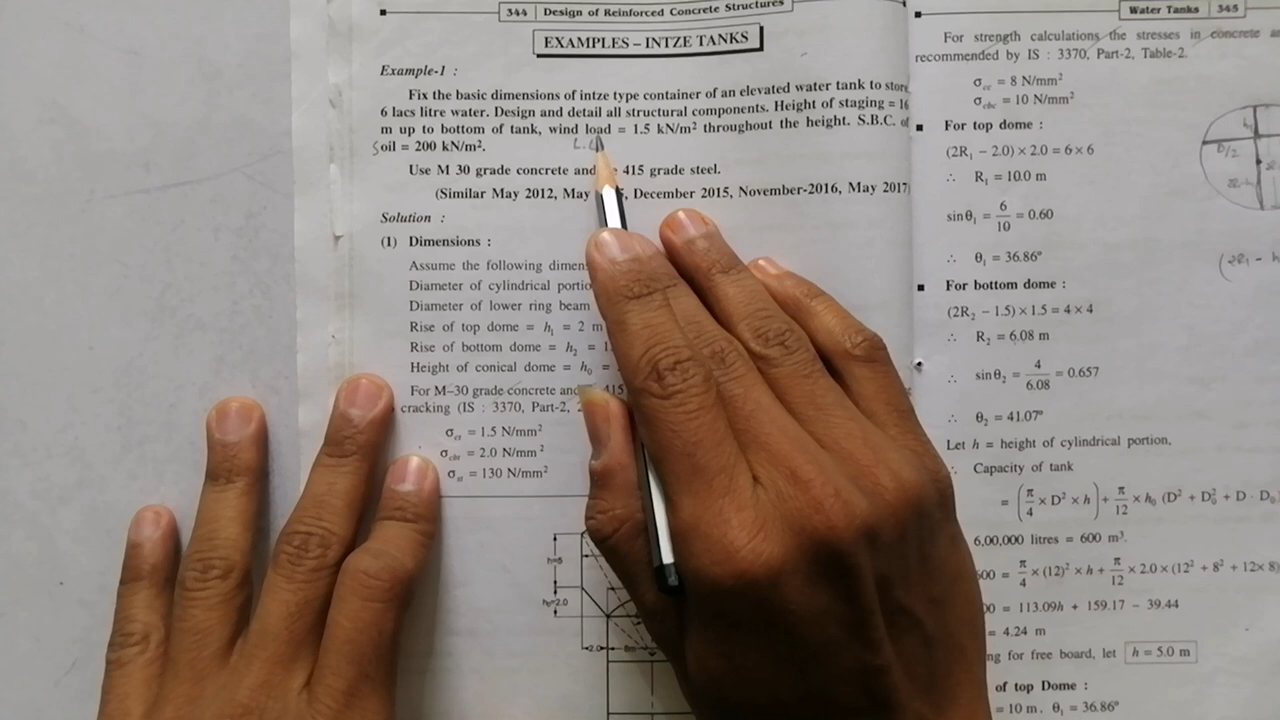 344 | Design of Reinforced Concrete Structures
EXAMPLES – INTZE TANKS
Example-1 :
Fix the basic dimensions of intze type container of an elevated water tank to store
6 lacs litre water. Design and detail all structural components. Height of staging = 16
m up to bottom of tank, wind load = 1.5 kN/m² throughout the height. S.B.C. of
Soil = 200 kN/m².
L.L
Use M 30 grade concrete and 415 grade steel.
(Similar May 2012, May December 2015, November-2016, May 2017
Solution :
(1) Dimensions :
Assume the following
Diameter of cylindrical
Diameter of lower ring beam
Rise of top dome = h₁ = 2 m
Rise of bottom dome = h₂ =
Height of conical dome = h₀ =
For M–30 grade concrete and 415
cracking (IS : 3370, Part-2,
σct = 1.5 N/mm²
σcbt = 2.0 N/mm²
σst = 130 N/mm²
h=5
h₀=2.0
2.0
8m
Water Tanks | 345
For strength calculations the stresses in concrete
recommended by IS : 3370, Part-2, Table-2.
σcc = 8 N/mm²
σcbc = 10 N/mm²
■ For top dome :
(2R₁ – 2.0) × 2.0 = 6 × 6
∴ R₁ = 10.0 m
sinθ₁ = 6/10 = 0.60
∴ θ₁ = 36.86°
■ For bottom dome :
(2R₂ – 1.5) × 1.5 = 4 × 4
∴ R₂ = 6.08 m
∴ sinθ₂ = 4/6.08 = 0.657
∴ θ₂ = 41.07°
Let h = height of cylindrical portion,
∴ Capacity of tank
= (π/4 × D² × h) + π/12 × h₀ (D² + D₀² + D · D₀
6,00,000 litres = 600 m³.
= π/4 × (12)² × h + π/12 × 2.0 × (12² + 8² + 12× 8)
= 113.09h + 159.17 – 39.44
= 4.24 m
for free board, let h = 5.0 m
of top Dome :
= 10 m. θ₁ = 36.86°
D/2
(2R₁ – h